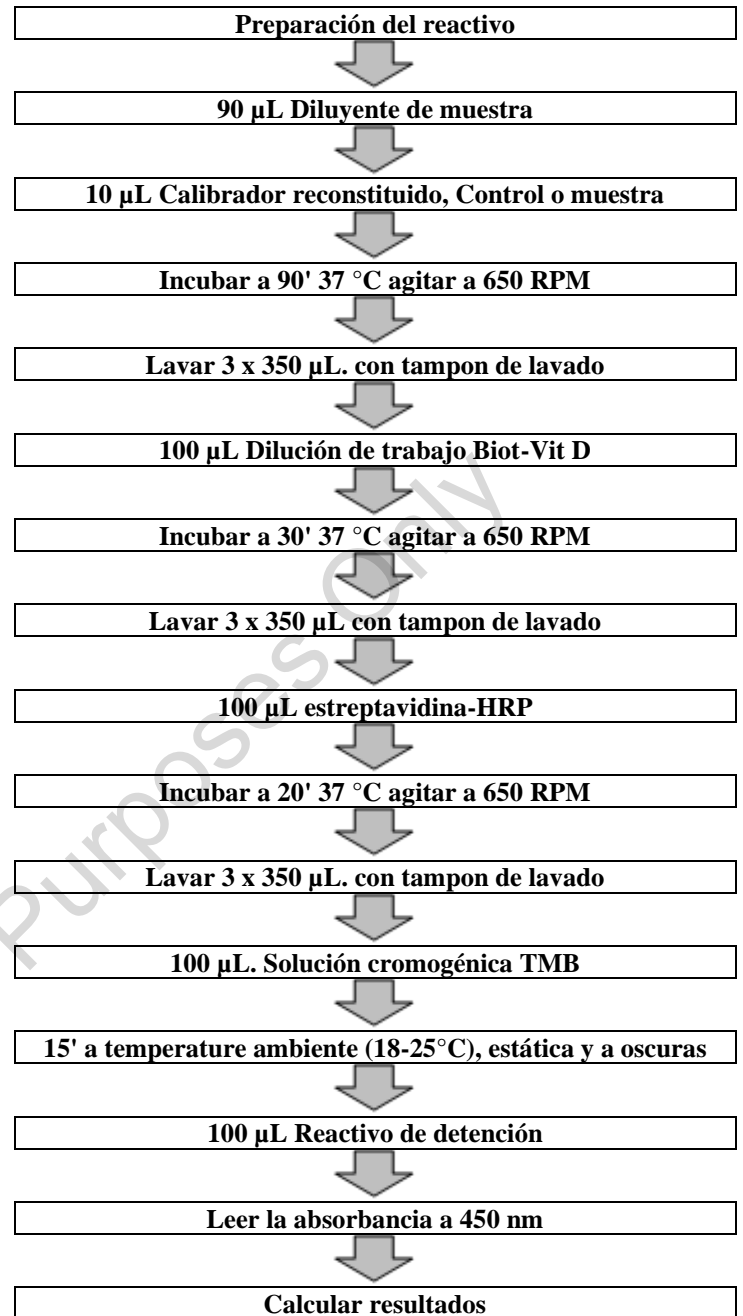 Preparación del reactivo
90 µL Diluyente de muestra
10 µL Calibrador reconstituido, Control o muestra
Incubar a 90' 37 °C agitar a 650 RPM
Lavar 3 x 350 µL. con tampon de lavado
100 µL Dilución de trabajo Biot-Vit D
Incubar a 30' 37 °C agitar a 650 RPM
Lavar 3 x 350 µL con tampon de lavado
100 µL estreptavidina-HRP
Incubar a 20' 37 °C agitar a 650 RPM
Lavar 3 x 350 µL. con tampon de lavado
100 µL. Solución cromogénica TMB
15' a temperature ambiente (18-25°C), estática y a oscuras
100 µL Reactivo de detención
Leer la absorbancia a 450 nm
Calcular resultados
Purposes Only